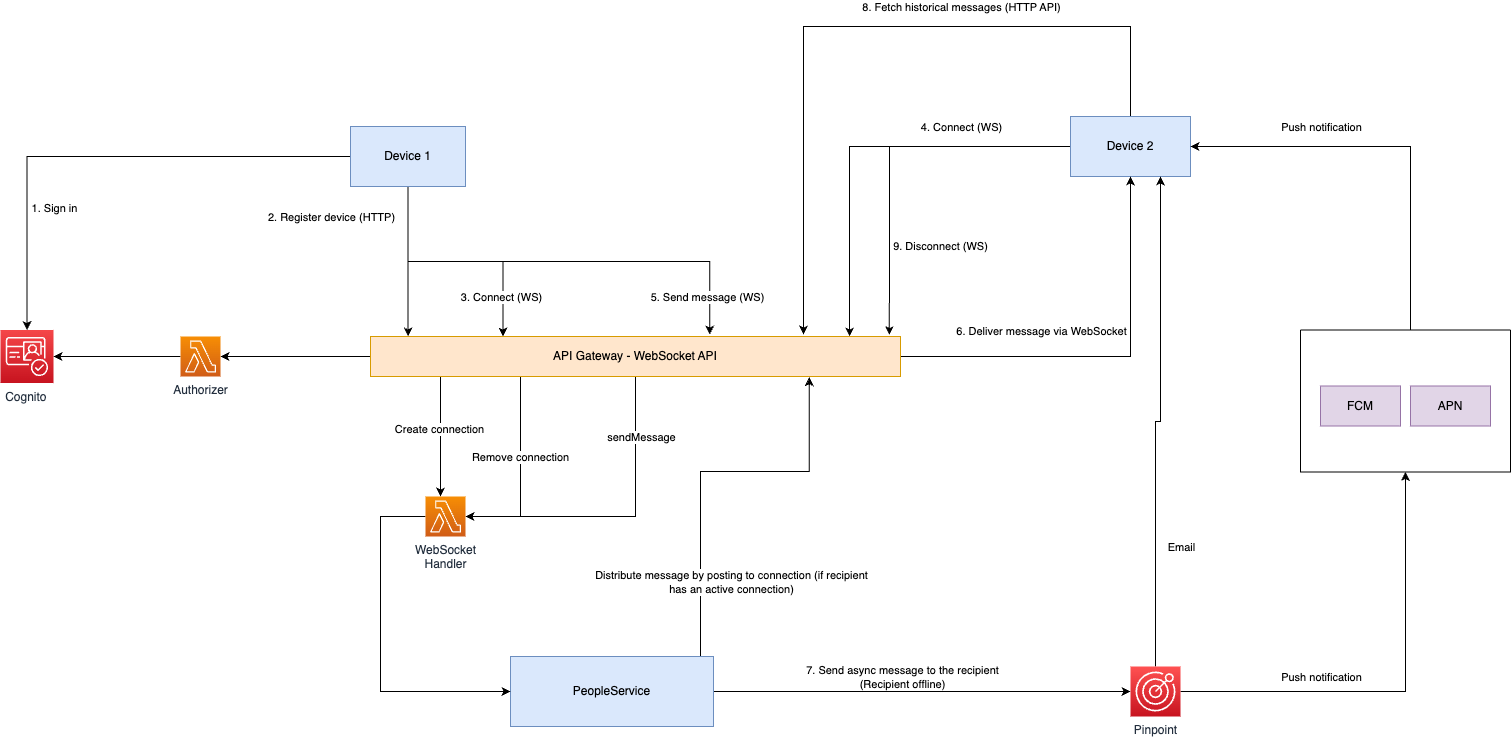 8. Fetch historical messages (HTTP API)
4. Connect (WS)
Push notification
Device 1
Device 2
1. Sign in
2. Register device (HTTP)
9. Disconnect (WS)
3. Connect (WS)
5. Send message (WS)
6. Deliver message via WebSocket
API Gateway - WebSocket API
Authorizer
Cognito
FCM
APN
Create connection
sendMessage
Remove connection
WebSocket
Handler
Email
Distribute message by posting to connection (if recipient
has an active connection)
7. Send async message to the recipient
(Recipient offline)
Push notification
PeopleService
Pinpoint